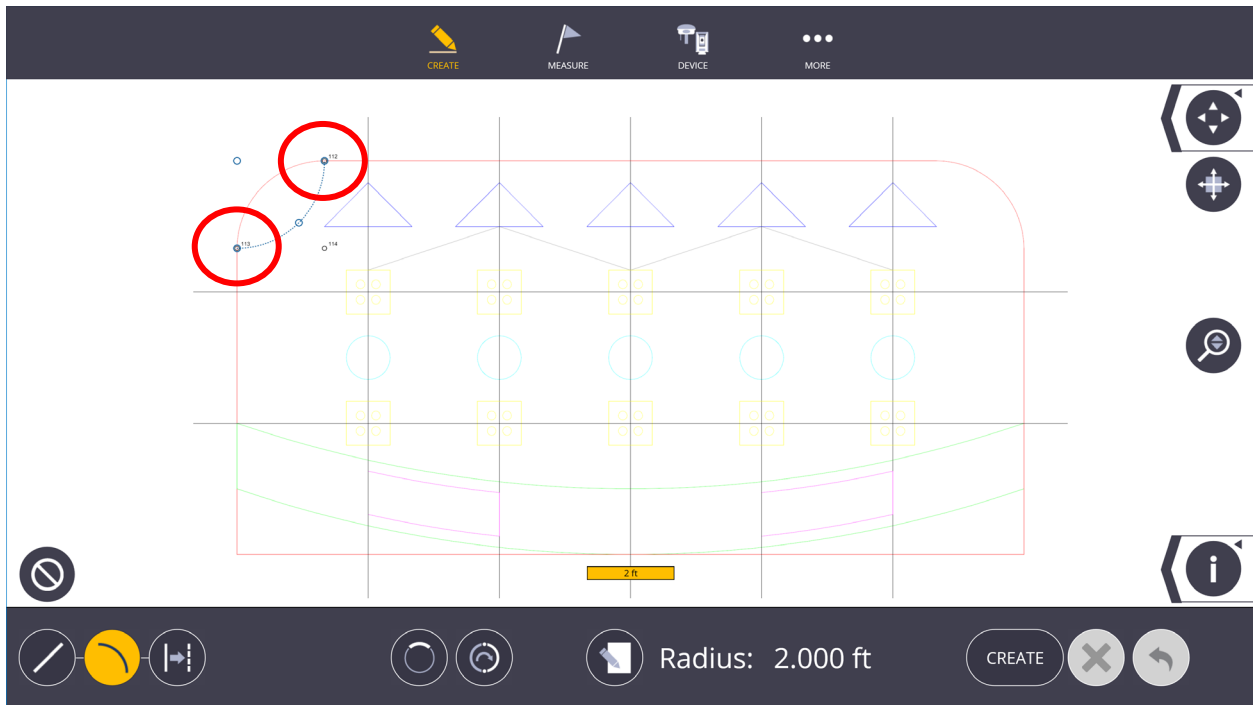 CREATE
MEASURE
DEVICE
MORE
112
113
114
2 ft
i
Radius: 2.000 ft
CREATE